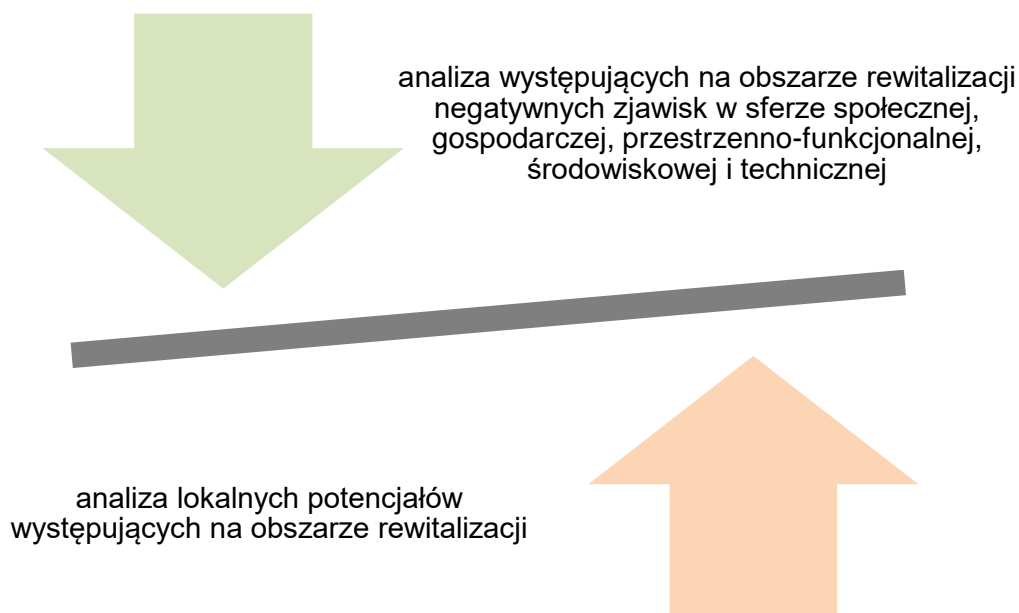 analiza występujących na obszarze rewitalizacji
negatywnych zjawisk w sferze społecznej,
gospodarczej, przestrzenno-funkcjonalnej,
środowiskowej i technicznej
analiza lokalnych potencjałów
występujących na obszarze rewitalizacji